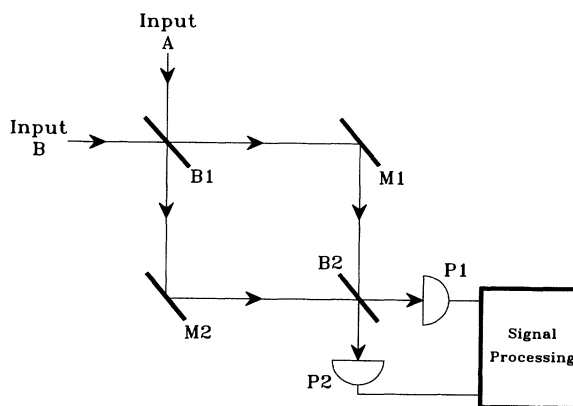 Input
A
Input
B
B1
M1
B2
P1
M2
P2
Signal
Processing